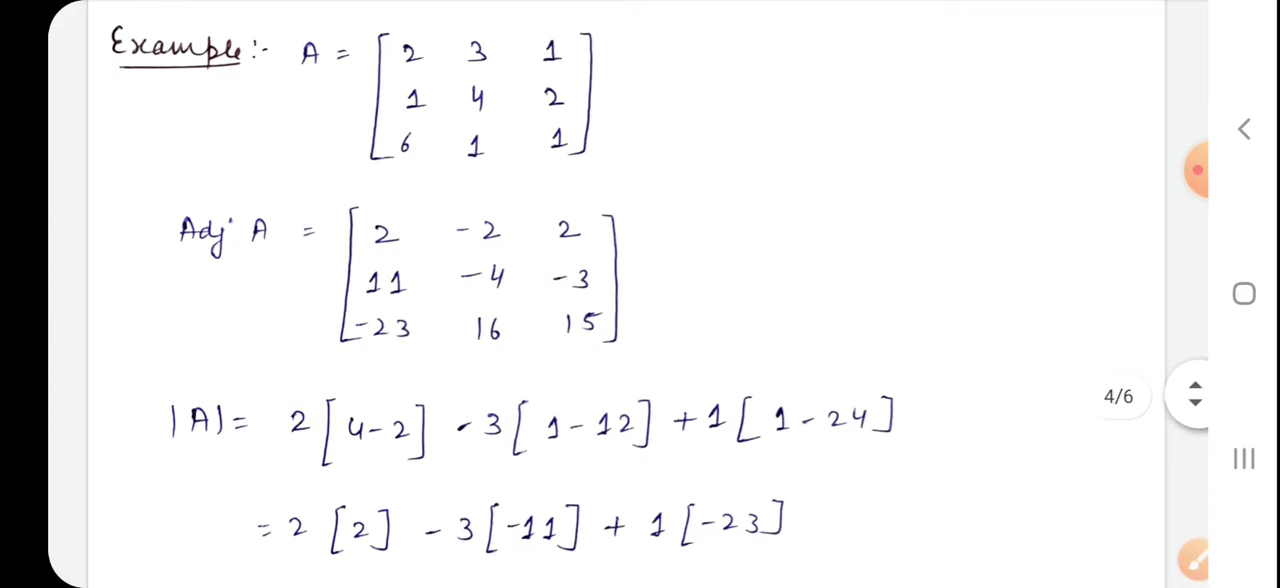 Example:- A = [ 2 3 1
1 4 2
6 1 1 ]
Adj A = [ 2 -2 2
11 -4 -3
-23 16 15 ]
|A| = 2 [4-2] - 3 [1-12] + 1 [1-24]
= 2 [2] - 3 [-11] + 1 [-23]
4/6